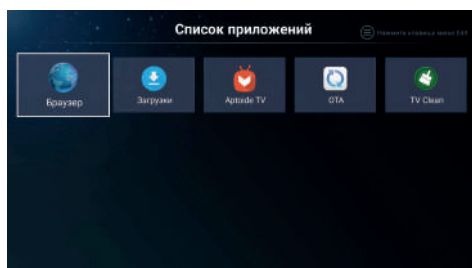 Список приложений
Браузер
Загрузки
Aptoide TV
OTA
TV Clean